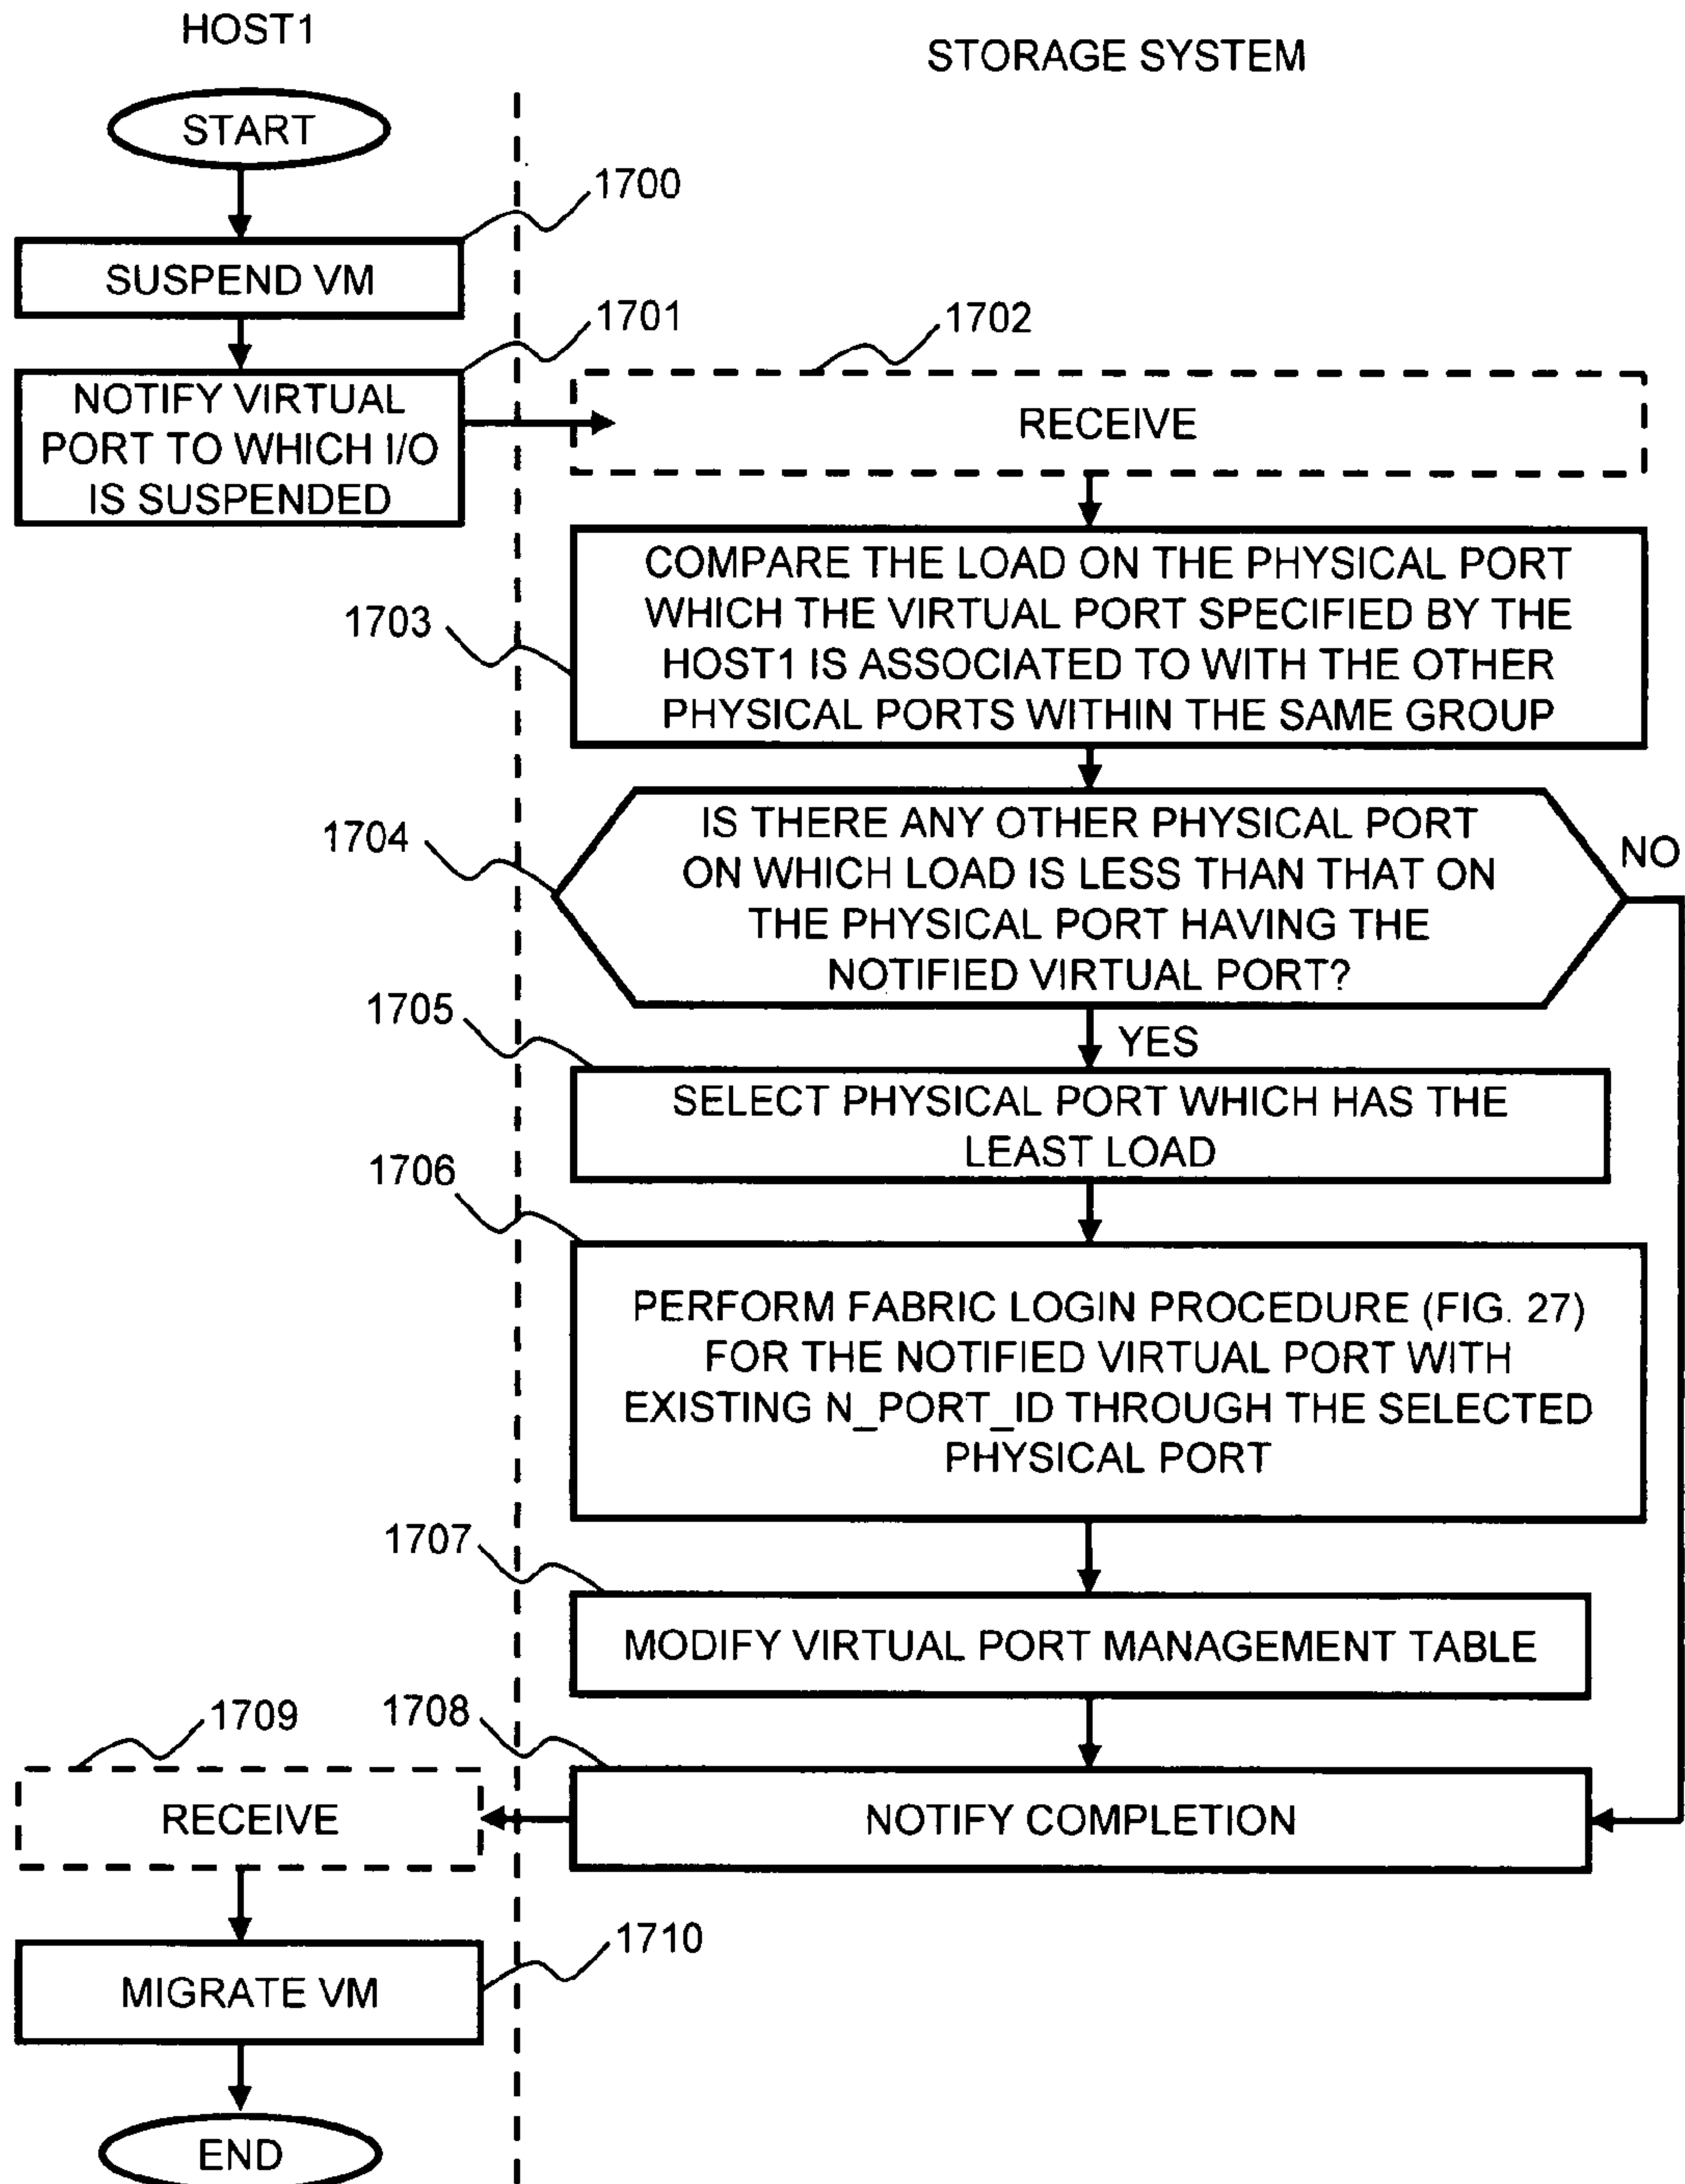 HOST1
STORAGE SYSTEM
START
1700
SUSPEND VM
1701
1702
NOTIFY VIRTUAL
PORT TO WHICH I/O
IS SUSPENDED
RECEIVE
1703
COMPARE THE LOAD ON THE PHYSICAL PORT
WHICH THE VIRTUAL PORT SPECIFIED BY THE
HOST1 IS ASSOCIATED TO WITH THE OTHER
PHYSICAL PORTS WITHIN THE SAME GROUP
1704
IS THERE ANY OTHER PHYSICAL PORT
ON WHICH LOAD IS LESS THAN THAT ON
THE PHYSICAL PORT HAVING THE
NOTIFIED VIRTUAL PORT?
NO
YES
1705
SELECT PHYSICAL PORT WHICH HAS THE
LEAST LOAD
1706
PERFORM FABRIC LOGIN PROCEDURE (FIG. 27)
FOR THE NOTIFIED VIRTUAL PORT WITH
EXISTING N_PORT_ID THROUGH THE SELECTED
PHYSICAL PORT
1707
MODIFY VIRTUAL PORT MANAGEMENT TABLE
1708
NOTIFY COMPLETION
1709
RECEIVE
1710
MIGRATE VM
END